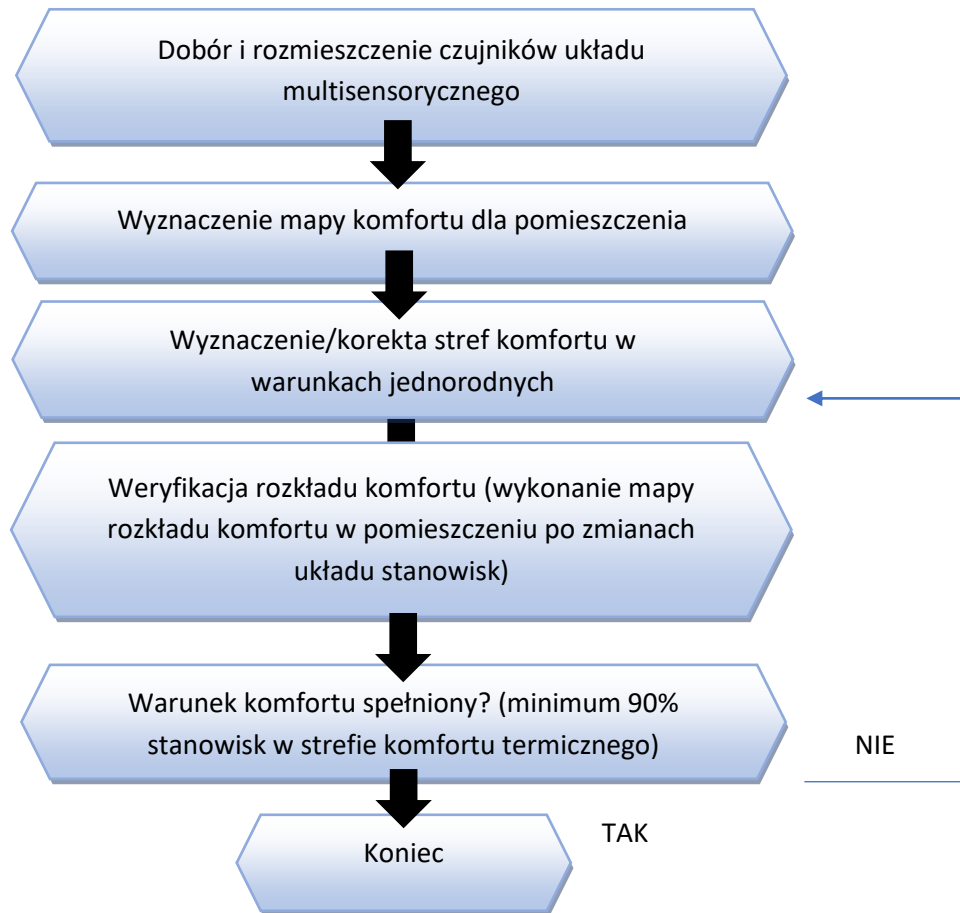 Dobór i rozmieszczenie czujników układu
multisensorycznego
Wyznaczenie mapy komfortu dla pomieszczenia
Wyznaczenie/korekta stref komfortu w
warunkach jednorodnych
Weryfikacja rozkładu komfortu (wykonanie mapy
rozkładu komfortu w pomieszczeniu po zmianach
układu stanowisk)
Warunek komfortu spełniony? (minimum 90%
stanowisk w strefie komfortu termicznego)
NIE
TAK
Koniec